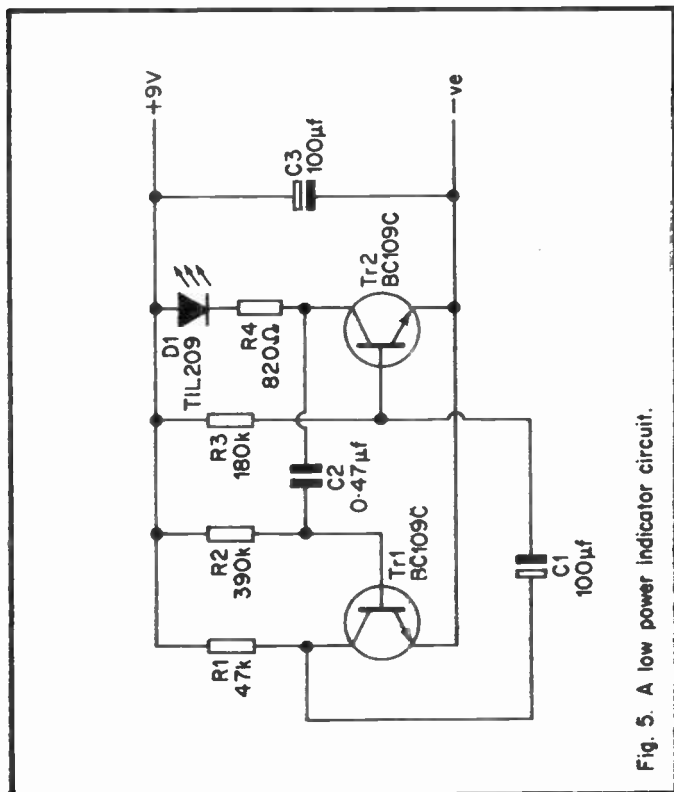 +9V
D1
TIL209
R4
820Ω
R3
180k
R2
390k
R1
47k
C3
100µf
C2
0·47µf
Tr2
BC109C
Tr1
BC109C
C1
100µf
-ve
Fig. 5. A low power indicator circuit.